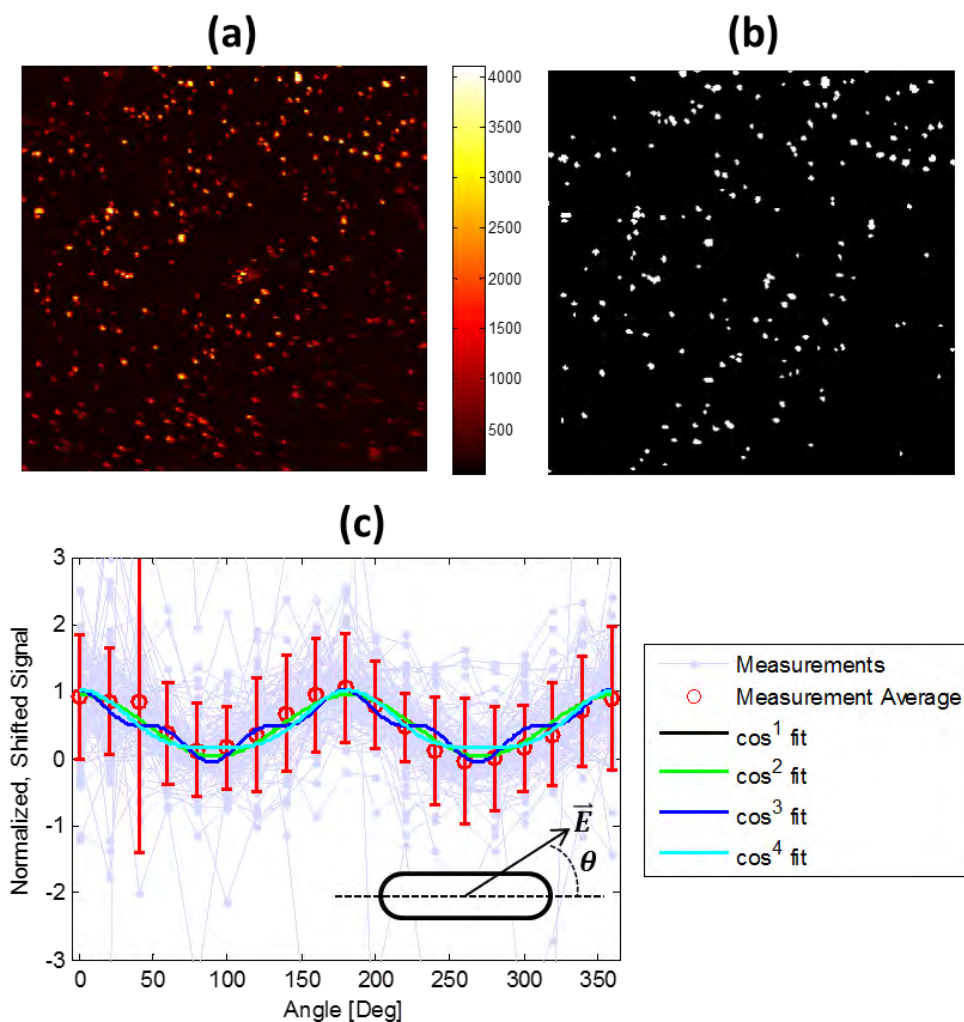 (a)
(b)
4000
3500
3000
2500
2000
1500
1000
500
(c)
Normalized, Shifted Signal
3
2
1
0
-1
-2
-3
0
50
100
150
200
250
300
350
Angle [Deg]
E
θ
Measurements
Measurement Average
cos1 fit
cos2 fit
cos3 fit
cos4 fit